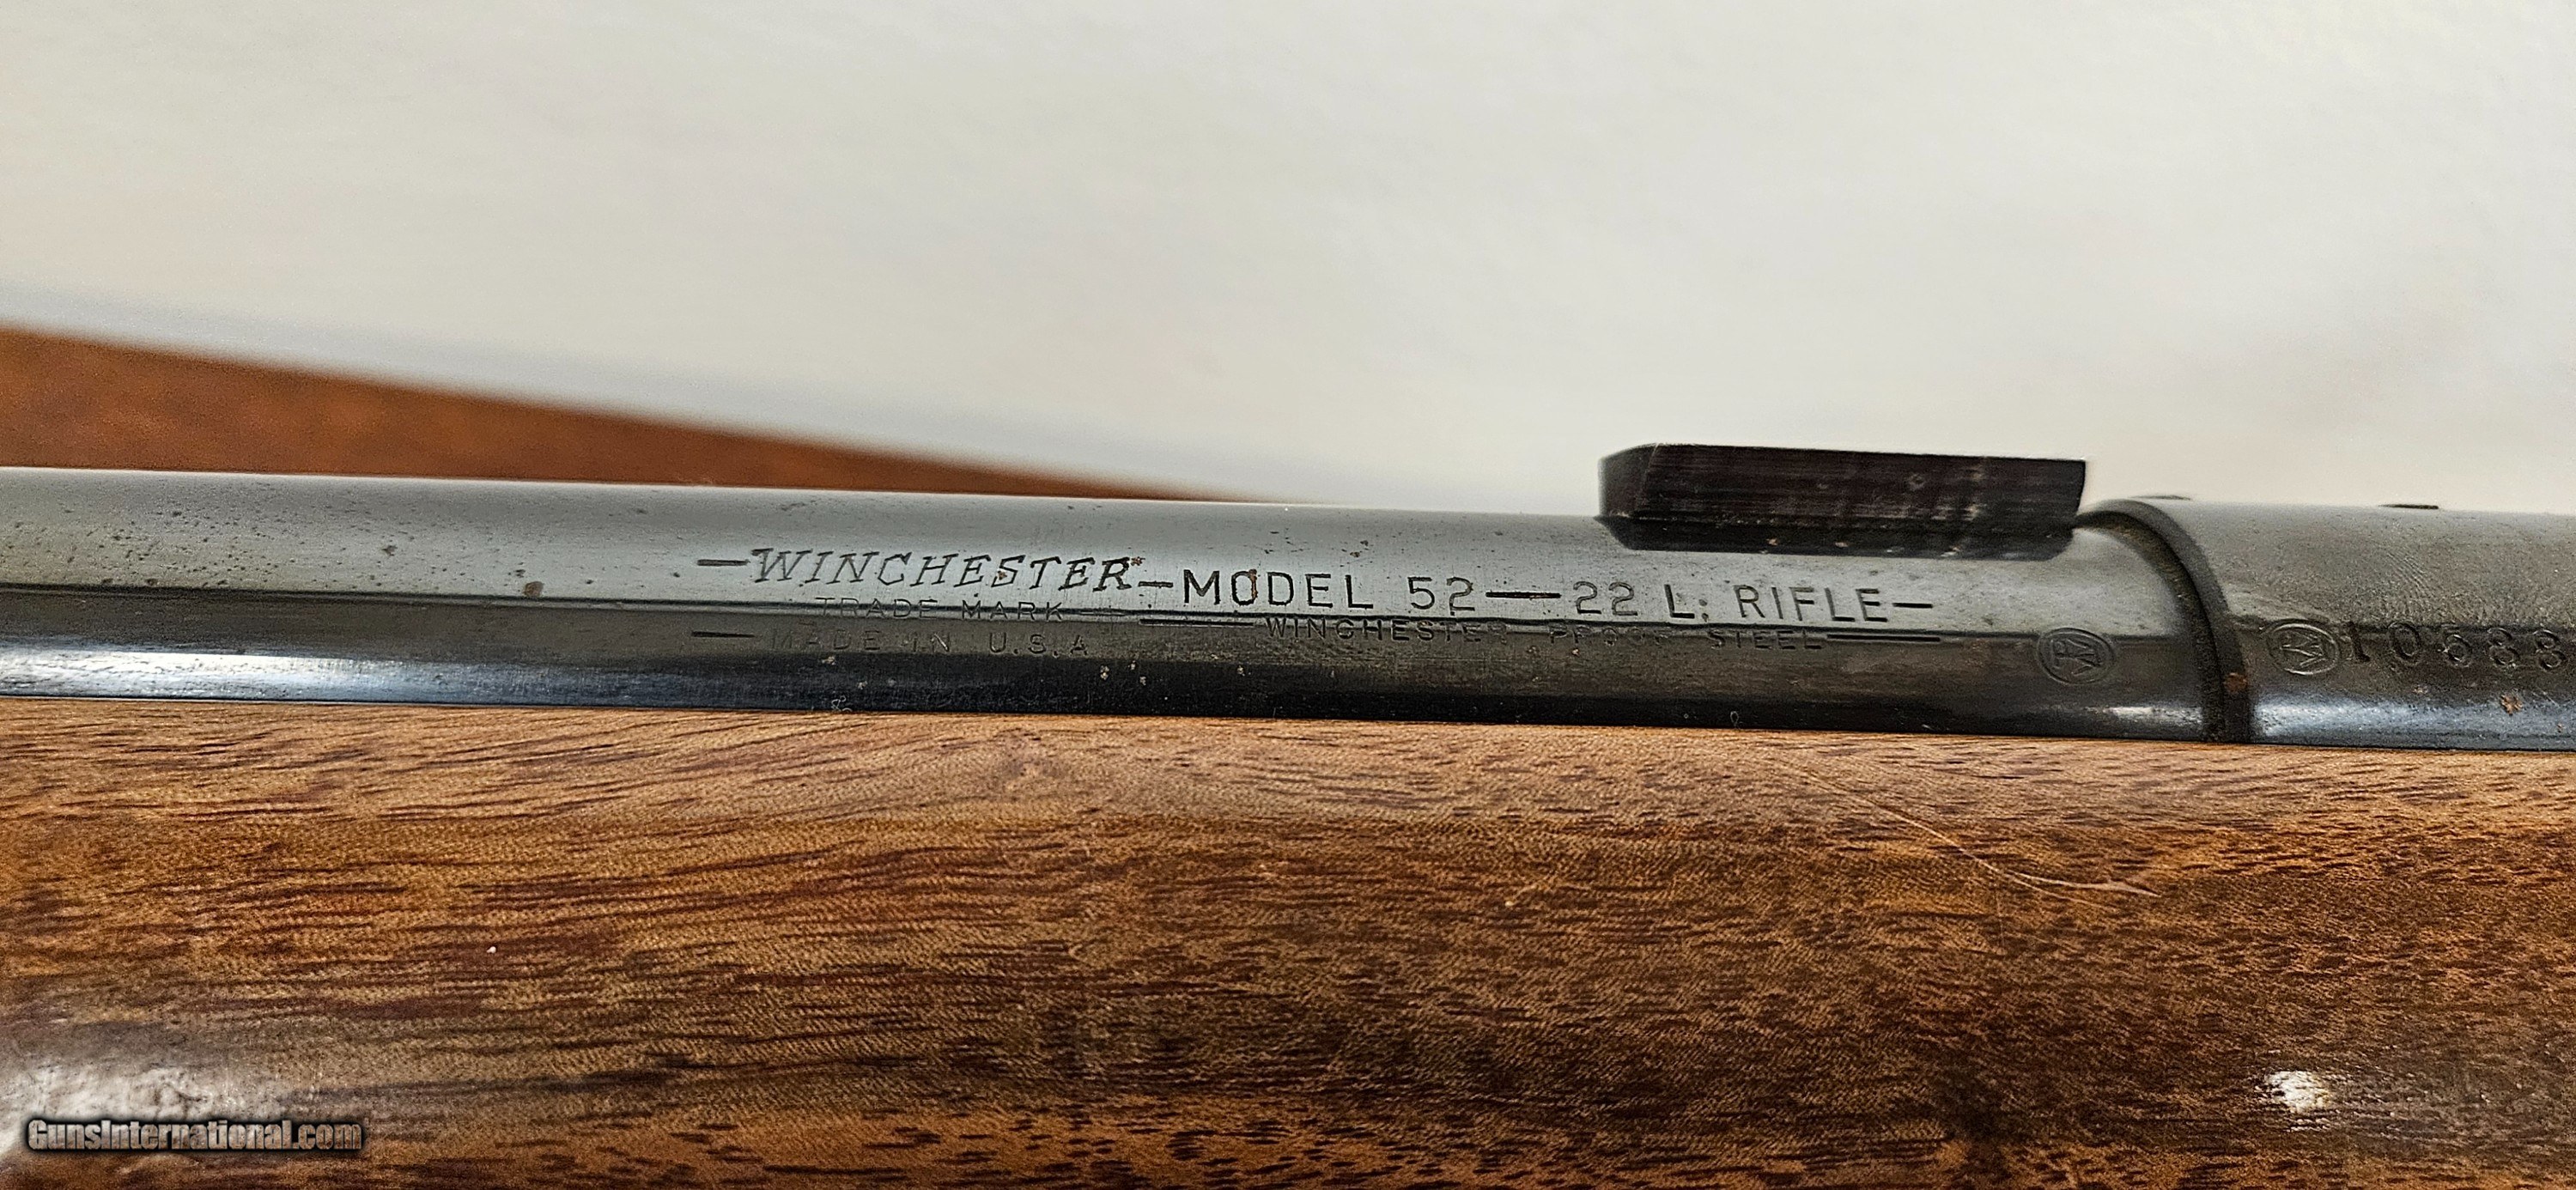 —WINCHESTER—MODEL 52—22 L. RIFLE—
TRADE MARK
—WINCHESTER PROOF STEEL—
—MADE IN U.S.A
GunsInternational.com